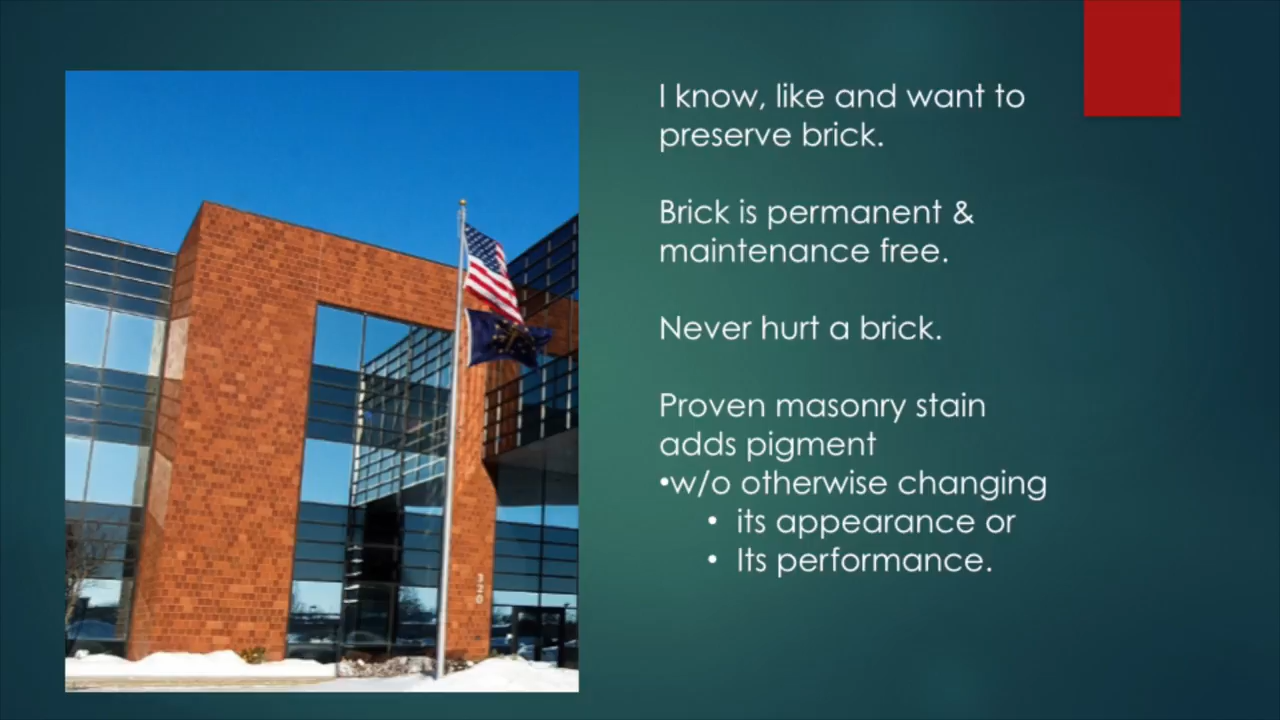 I know, like and want to
preserve brick.
Brick is permanent &
maintenance free.
Never hurt a brick.
Proven masonry stain
adds pigment
•w/o otherwise changing
• its appearance or
• Its performance.
320